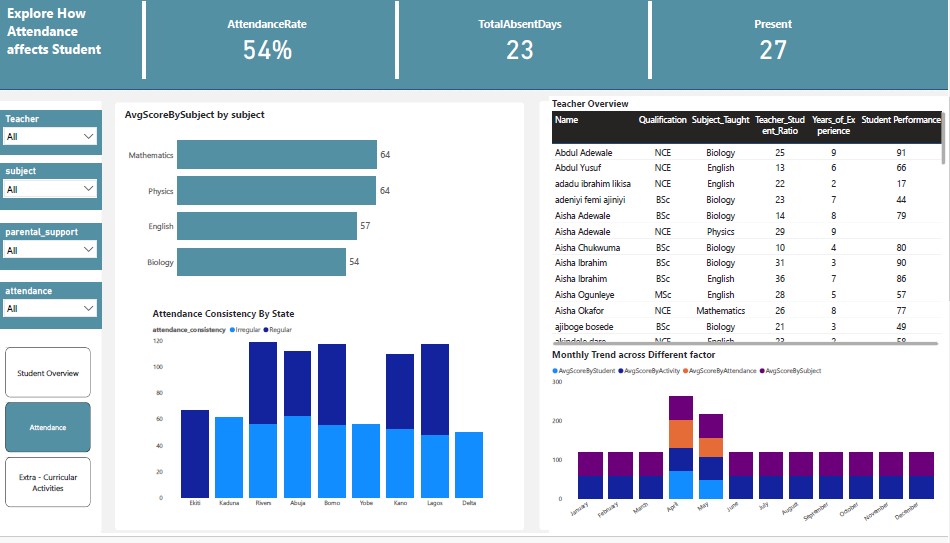 Explore How
Attendance
affects Student
AttendanceRate
54%
TotalAbsentDays
23
Present
27
Teacher
All
subject
All
parental_support
All
attendance
All
Student Overview
Attendance
Extra - Curricular
Activities
AvgScoreBySubject by subject
Mathematics 64
Physics 64
English 57
Biology 54
Attendance Consistency By State
attendance_consistency Irregular Regular
120
100
80
60
40
20
0
Ekiti Kaduna Rivers Abuja Borno Yobe Kano Lagos Delta
Teacher Overview
Name Qualification Subject_Taught Teacher_Stud Years_of_Ex Student Performance
ent_Ratio perience
Abdul Adewale NCE Biology 25 9 91
Abdul Yusuf NCE English 13 6 66
adadu ibrahim likisa NCE English 22 2 17
adeniyi femi ajiniyi BSc Biology 23 7 44
Aisha Adewale BSc Biology 14 8 79
Aisha Adewale NCE Physics 29 9
Aisha Chukwuma BSc Biology 10 4 80
Aisha Ibrahim BSc Biology 31 3 90
Aisha Ibrahim BSc English 36 7 86
Aisha Ogunleye MSc English 28 5 57
Aisha Okafor NCE Mathematics 26 8 77
ajiboge bosede BSc Biology 21 3 49
Monthly Trend across Different factor
AvgScoreByStudent AvgScoreByActivity AvgScoreByAttendance AvgScoreBySubject
300
200
100
0
January February March April May June July August September October November December